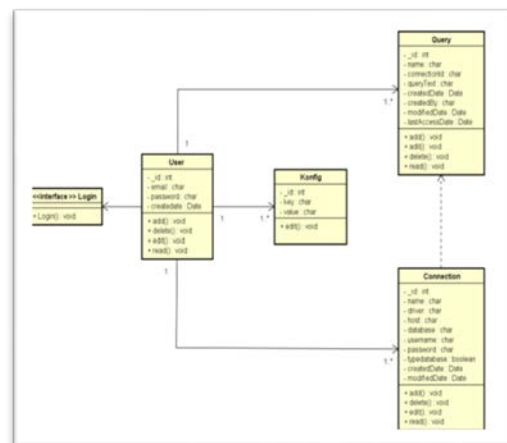 Query
- _id : int
- name : char
- connectionId : char
- queryText : char
- createdDate : Date
- createdBy : char
- modifiedDate : Date
- lastAccessDate : Date
+ add() : void
+ add() : void
+ delete() : void
+ read() : void
1..*
1
User
- _id : int
- email : char
- password : char
- createdate : Date
+ add() : void
+ delete() : void
+ edit() : void
+ read() : void
<<interface >> Login
+ Login() : void
1
1..*
Konfig
- _id : int
- key : char
- value : char
+ edit() : void
1
1..*
Connection
- _id : int
- name : char
- driver : char
- host : char
- database : char
- username : char
- password : char
- typedatabase : boolean
- createdDate : Date
- modifiedDate : Date
+ add() : void
+ delete() : void
+ edit() : void
+ read() : void